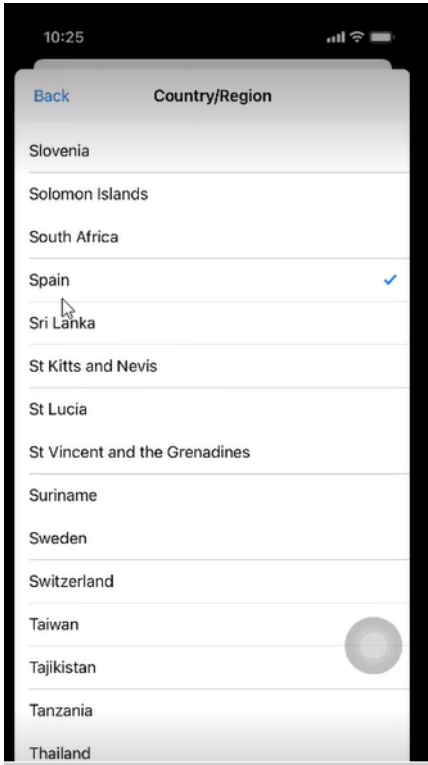 10:25
Back Country/Region
Slovenia
Solomon Islands
South Africa
Spain
Sri Lanka
St Kitts and Nevis
St Lucia
St Vincent and the Grenadines
Suriname
Sweden
Switzerland
Taiwan
Tajikistan
Tanzania
Thailand